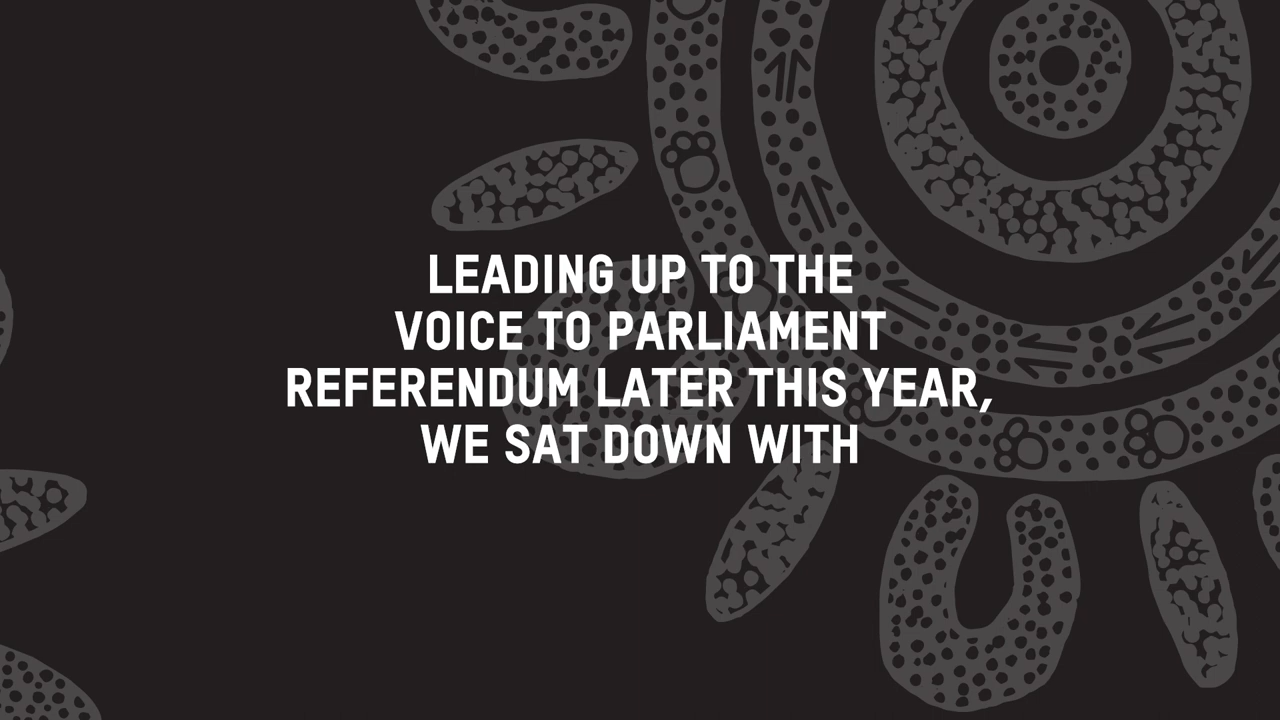 LEADING UP TO THE
VOICE TO PARLIAMENT
REFERENDUM LATER THIS YEAR,
WE SAT DOWN WITH